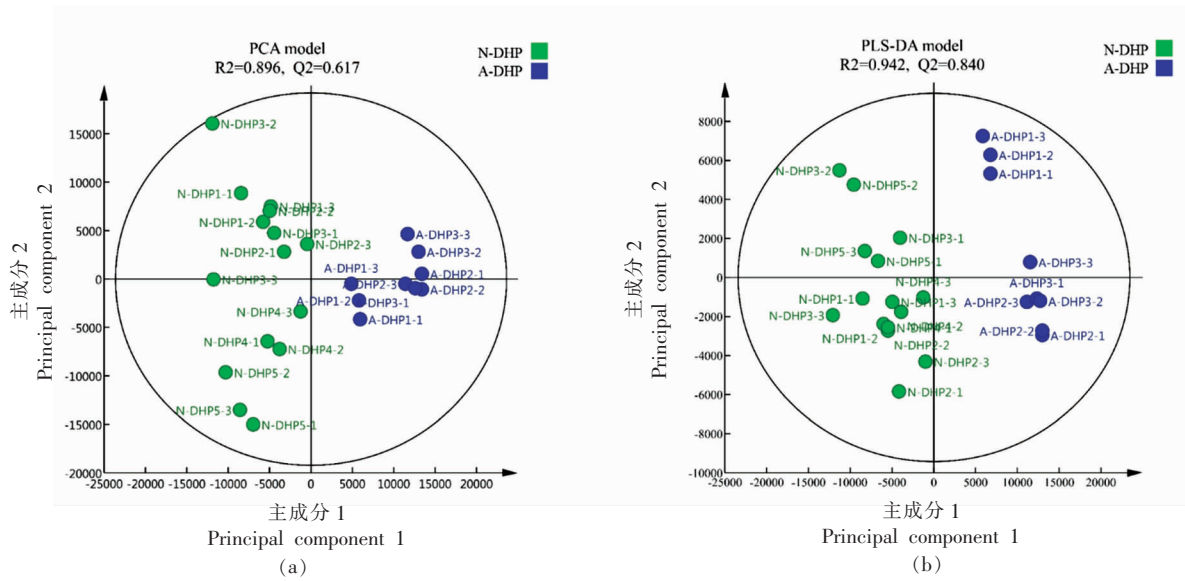 PCA model
R2=0.896, Q2=0.617
N-DHP
A-DHP
主成分 2
Principal component 2
15000
10000
5000
0
-5000
-10000
-15000
-20000
N-DHP3-2
N-DHP1-1
N-DHP1-3
N-DHP2-2
N-DHP1-2
N-DHP3-1
N-DHP2-3
N-DHP2-1
N-DHP3-3
N-DHP4-3
N-DHP4-1
N-DHP4-2
N-DHP5-2
N-DHP5-3
N-DHP5-1
A-DHP3-3
A-DHP3-2
A-DHP1-3
A-DHP2-1
A-DHP2-3
A-DHP2-2
A-DHP1-2
A-DHP3-1
A-DHP1-1
-25000 -20000 -15000 -10000 -5000 0 5000 10000 15000 20000
主成分 1
Principal component 1
(a)
PLS-DA model
R2=0.942, Q2=0.840
N-DHP
A-DHP
主成分 2
Principal component 2
8000
6000
4000
2000
0
-2000
-4000
-6000
-8000
-10000
A-DHP1-3
A-DHP1-2
A-DHP1-1
N-DHP3-2
N-DHP5-2
N-DHP3-1
N-DHP5-3
N-DHP5-1
A-DHP3-3
N-DHP4-3
A-DHP3-1
N-DHP1-1
N-DHP1-3
A-DHP2-3
A-DHP3-2
N-DHP3-3
N-DHP1-2
N-DHP2-2
A-DHP2-2
A-DHP2-1
N-DHP2-3
N-DHP2-1
-25000 -20000 -15000 -10000 -5000 0 5000 10000 15000 20000
主成分 1
Principal component 1
(b)